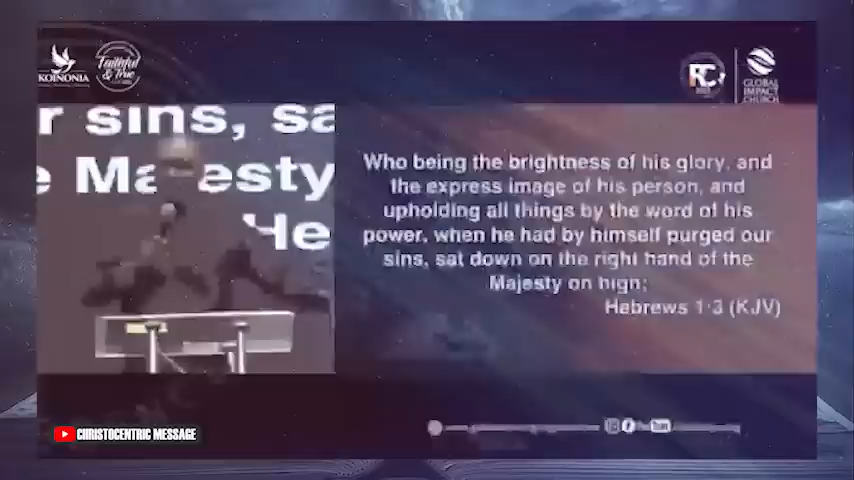 KOINONIA
Faithful
& True
RC
GLOBAL
IMPACT
CHURCH
r sins, sa
e Ma esty
He
Who being the brightness of his glory, and
the express image of his person, and
upholding all things by the word of his
power, when he had by himself purged our
sins, sat down on the right hand of the
Majesty on high;
Hebrews 1:3 (KJV)
CHRISTOCENTRIC MESSAGE